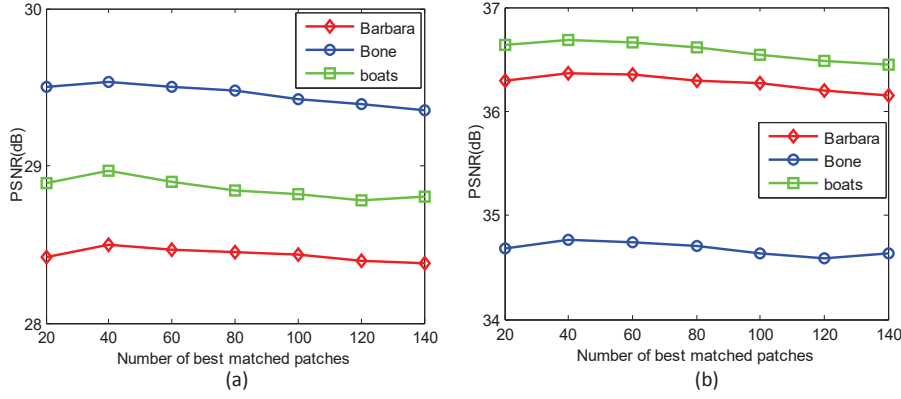 30
29
28
PSNR(dB)
Barbara
Bone
boats
20 40 60 80 100 120 140
Number of best matched patches
(a)
37
36
35
34
PSNR(dB)
Barbara
Bone
boats
20 40 60 80 100 120 140
Number of best matched patches
(b)